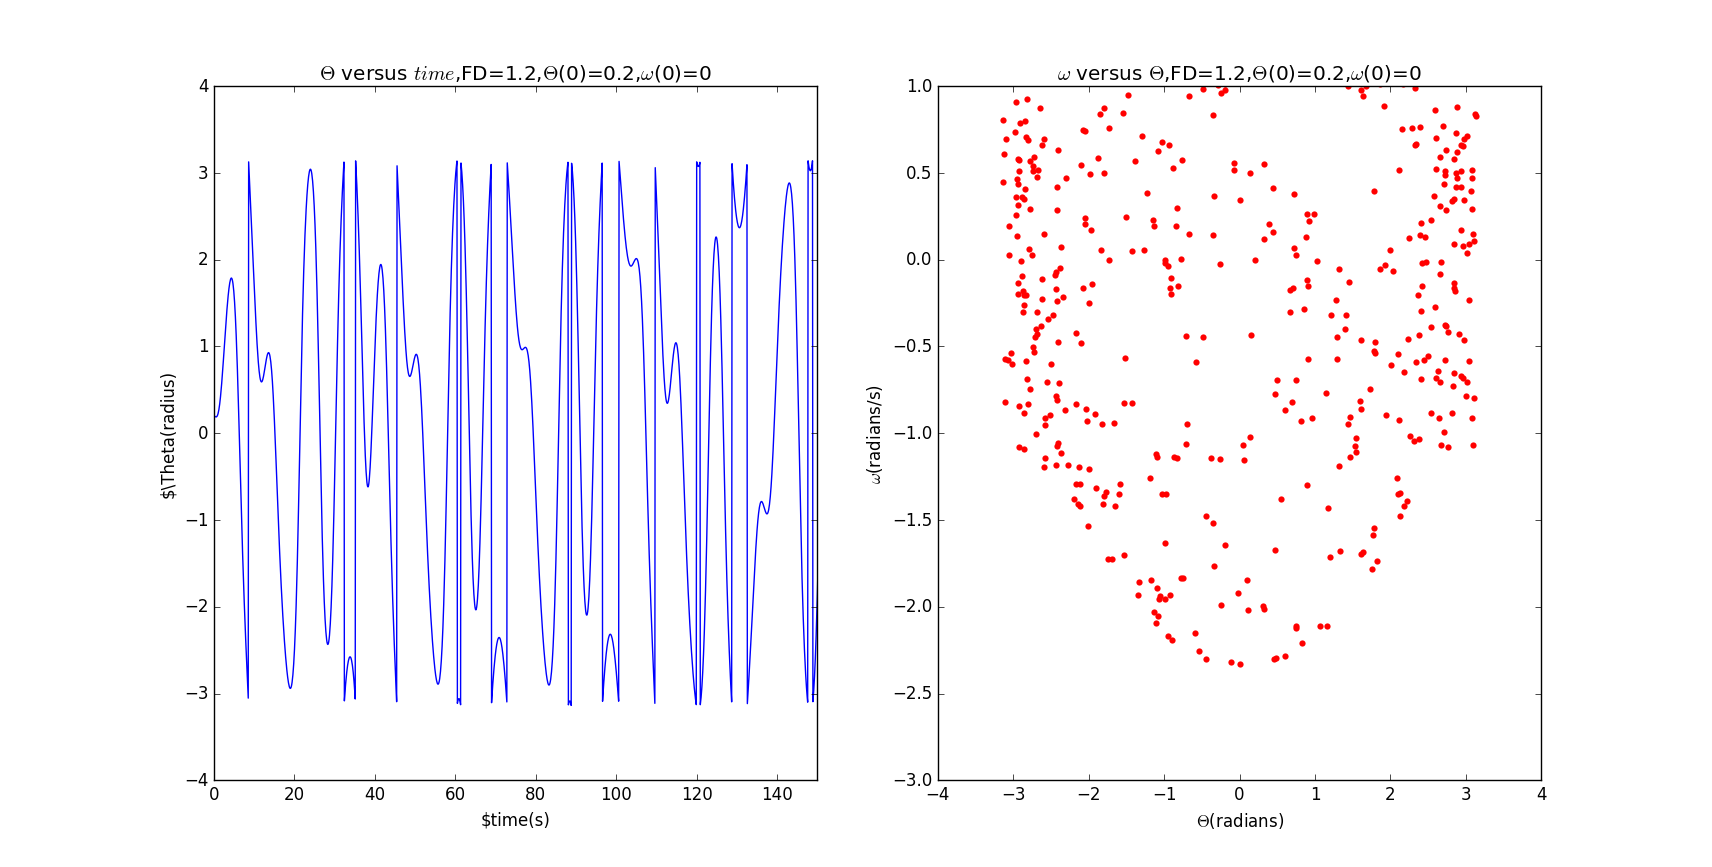 Θ versus time,FD=1.2,Θ(0)=0.2,ω(0)=0
4
3
2
1
0
−1
−2
−3
−4
0 20 40 60 80 100 120 140
$\Theta(radius)
$time(s)
ω versus Θ,FD=1.2,Θ(0)=0.2,ω(0)=0
1.0
0.5
0.0
−0.5
−1.0
−1.5
−2.0
−2.5
−3.0
−4 −3 −2 −1 0 1 2 3 4
ω(radians/s)
Θ(radians)